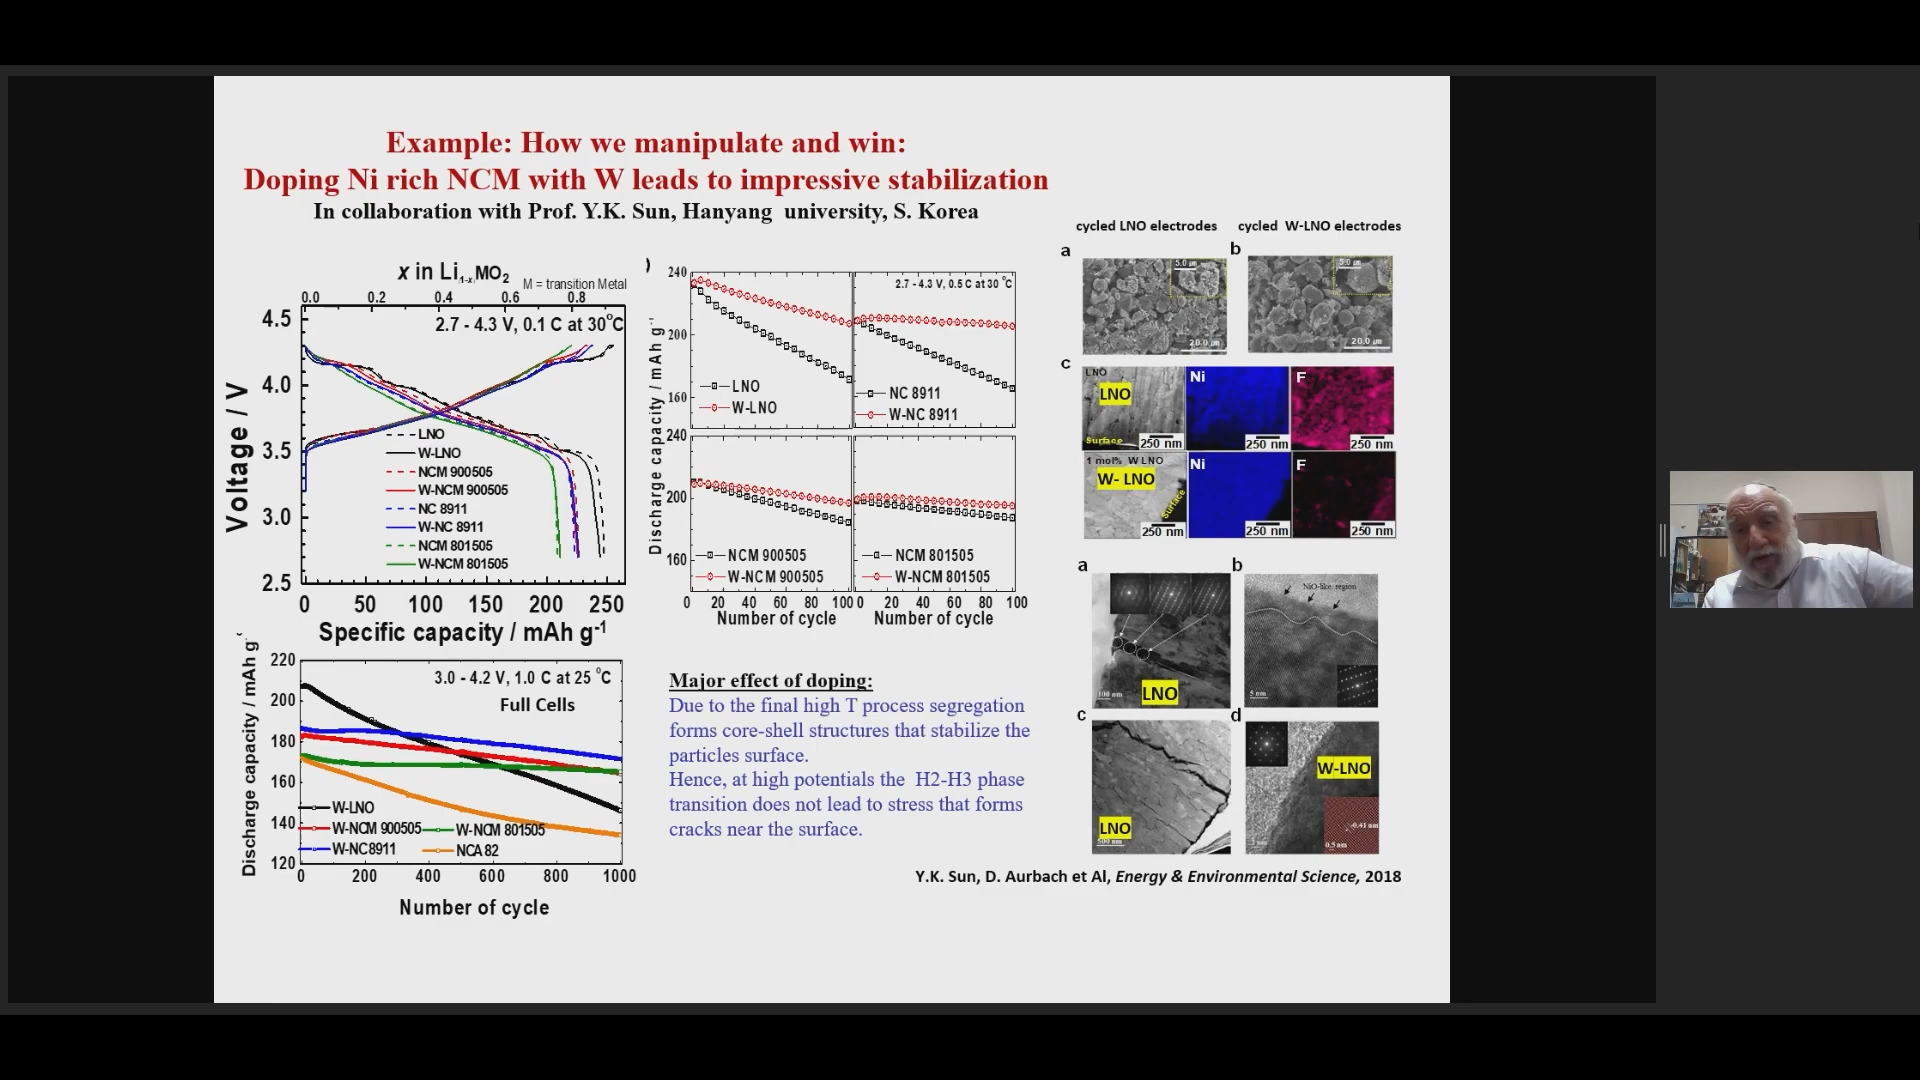 Example: How we manipulate and win:
Doping Ni rich NCM with W leads to impressive stabilization
In collaboration with Prof. Y.K. Sun, Hanyang university, S. Korea
x in Li(1-x)MO2
M = transition Metal
0.0 0.2 0.4 0.6 0.8
2.7 - 4.3 V, 0.1 C at 30°C
Voltage / V
4.5
4.0
3.5
3.0
2.5
LNO
W-LNO
NCM 900505
W-NCM 900505
NC 8911
W-NC 8911
NCM 801505
W-NCM 801505
0 50 100 150 200 250
Specific capacity / mAh g-1
Discharge capacity / mAh g-1
240
200
160
240
200
160
2.7 - 4.3 V, 0.5 C at 30 °C
LNO
W-LNO
NC 8911
W-NC 8911
NCM 900505
W-NCM 900505
NCM 801505
W-NCM 801505
0 20 40 60 80 100 0 20 40 60 80 100
Number of cycle Number of cycle
Discharge capacity / mAh g
220
200
180
160
140
120
3.0 - 4.2 V, 1.0 C at 25 °C
Full Cells
W-LNO
W-NCM 900505 W-NCM 801505
W-NC8911 NCA 82
0 200 400 600 800 1000
Number of cycle
Major effect of doping:
Due to the final high T process segregation
forms core-shell structures that stabilize the
particles surface.
Hence, at high potentials the H2-H3 phase
transition does not lead to stress that forms
cracks near the surface.
cycled LNO electrodes cycled W-LNO electrodes
a b
5.0 µm 5.0 µm
20.0 µm 20.0 µm
c
LNO
LNO Ni F
Surface
250 nm 250 nm 250 nm
1 mol% W LNO
W- LNO Ni F
Surface
250 nm 250 nm 250 nm
a b
NiO-like region
LNO
100 nm 5 nm
c d
W-LNO
LNO
500 nm
0.41 nm
0.5 nm
Y.K. Sun, D. Aurbach et Al, Energy & Environmental Science, 2018